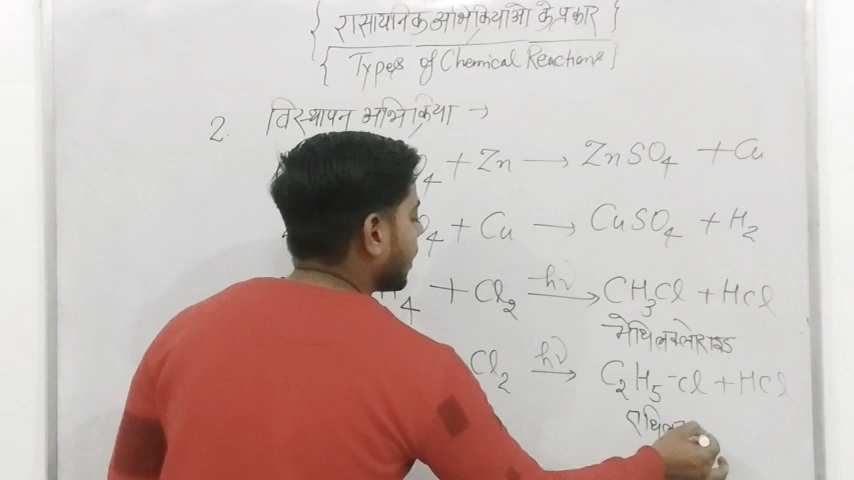 { रासायनिक अभिक्रियाओं के प्रकार }
{ Types of Chemical Reactions }
2. विस्थापन अभिक्रिया →
4 + Zn → ZnSO4 + Cu
4 + Cu → CuSO4 + H2
4 + Cl2 hν → CH3Cl + HCl
मेथिल क्लोराइड
Cl2 hν → C2H5-Cl + HCl
एथिल